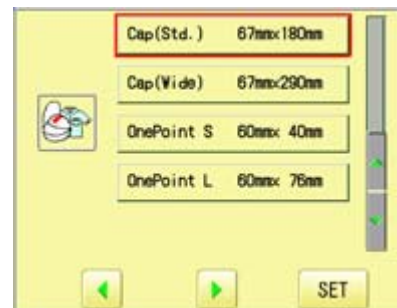 Cap(Std.) 67mm×180mm
Cap(Wide) 67mm×290mm
OnePoint S 60mm× 40mm
OnePoint L 60mm× 76mm
SET